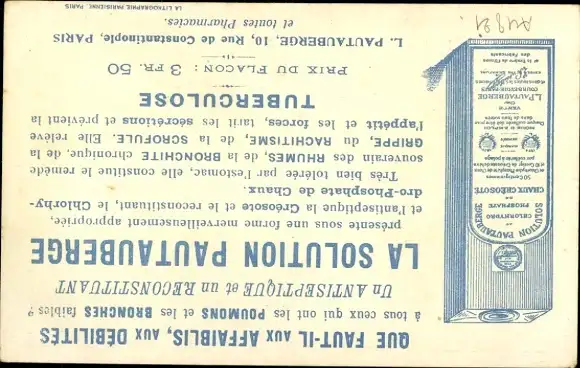 QUE FAUT-IL AUX AFFAIBLIS, AUX DÉBILITÉS
à tous ceux qui ont les POUMONS et les BRONCHES faibles ?
Un ANTISEPTIQUE et un RECONSTITUANT
LA SOLUTION PAUTAUBERGE
présente sous une forme merveilleusement appropriée,
l'antiseptique la Créosote et le reconstituant, le Chlorhy-
dro-Phosphate de Chaux.
Très bien tolérée par l'estomac, elle constitue le remède
souverain des RHUMES, de la BRONCHITE chronique, de la
GRIPPE, du RACHITISME, de la SCROFULE. Elle relève
l'appétit et les forces, tarit les sécrétions et prévient la
TUBERCULOSE
PRIX DU FLACON : 3 FR. 50
L. PAUTAUBERGE, 10, Rue de Constantinople, PARIS
et toutes Pharmacies.
LA LITHOGRAPHIE PARISIENNE, PARIS
SOLUTION PAUTAUBERGE
CHLORHYDRO
PHOSPHATE
CHAUX CRÉOSOTÉ
L. PAUTAUBERGE